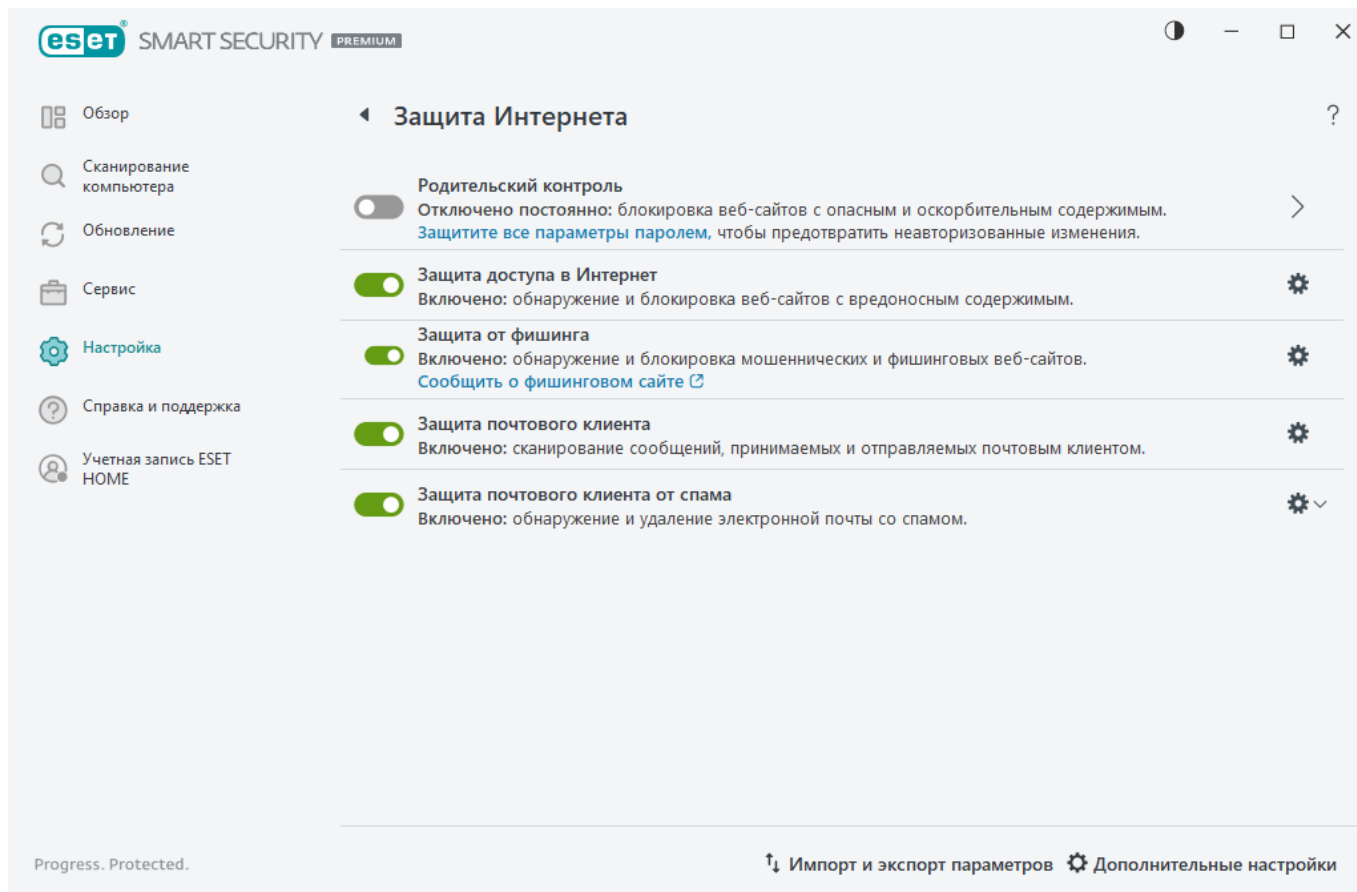 eset® SMART SECURITY PREMIUM
Обзор
Сканирование
компьютера
Обновление
Сервис
Настройка
Справка и поддержка
Учетная запись ESET
HOME
Защита Интернета
?
Родительский контроль
Отключено постоянно: блокировка веб-сайтов с опасным и оскорбительным содержимым.
Защитите все параметры паролем, чтобы предотвратить неавторизованные изменения.
Защита доступа в Интернет
Включено: обнаружение и блокировка веб-сайтов с вредоносным содержимым.
Защита от фишинга
Включено: обнаружение и блокировка мошеннических и фишинговых веб-сайтов.
Сообщить о фишинговом сайте
Защита почтового клиента
Включено: сканирование сообщений, принимаемых и отправляемых почтовым клиентом.
Защита почтового клиента от спама
Включено: обнаружение и удаление электронной почты со спамом.
Progress. Protected.
Импорт и экспорт параметров Дополнительные настройки